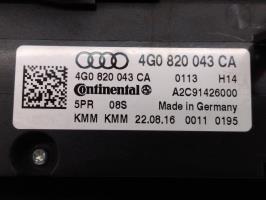 4G0 820 043 CA
4G0 820 043 CA 0113 H14
Continental A2C91426000
5PR 08S Made in Germany
KMM KMM 22.08.16 0011 0195